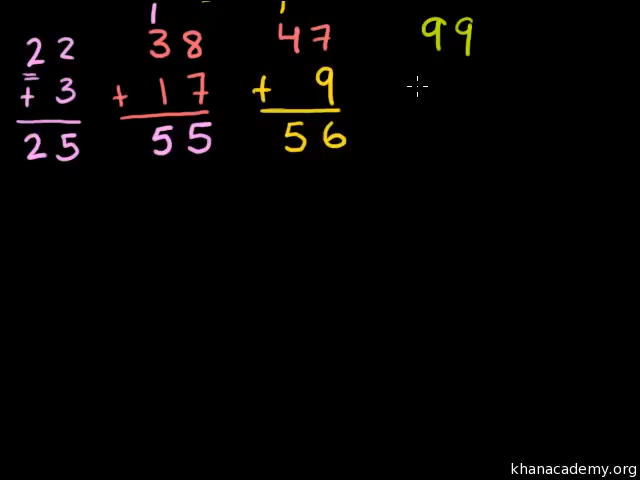 1 1
22 38 47 99
+ 3 + 17 + 9
25 55 56
khanacademy.org